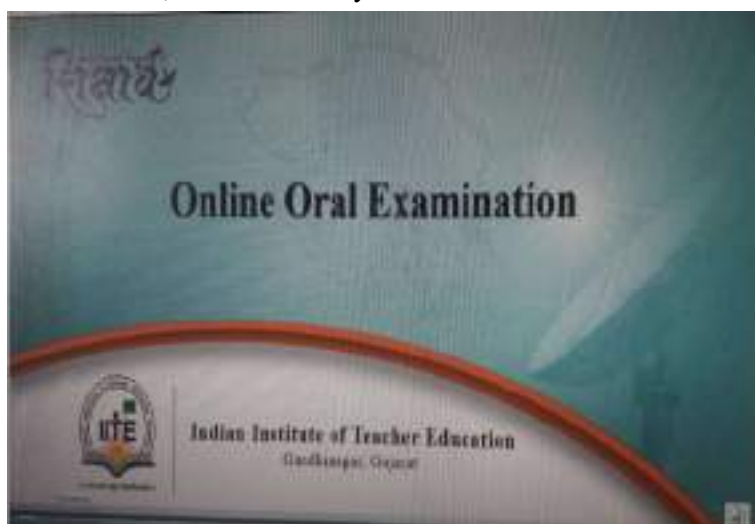 Online Oral Examination
IITE
Indian Institute of Teacher Education
Gandhinagar, Gujarat